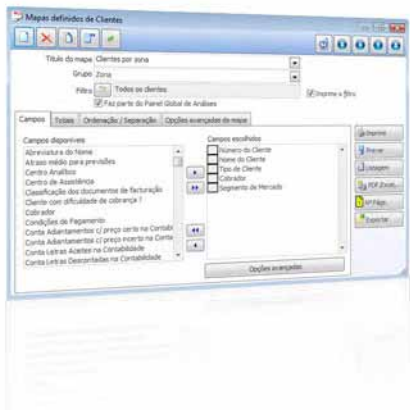 Mapas definidos de Clientes
Título do mapa Clientes por zona
Grupo Zona
Filtro Todos os clientes
Imprime o filtro
Faz parte do Painel Global de Análises
Campos Totais Ordenação / Separação Opções avançadas de mapa
Campos disponíveis
Abreviatura do Nome
Atraso médio para previsões
Centro Analítico
Centro de Assistência
Classificação dos documentos de facturação
Cliente com dificuldade de cobrança ?
Cobrador
Condições de Pagamento
Conta Adiantamentos c/ preço certo na Contabi
Conta Adiantamentos c/ preço incerto na Conta
Conta Letras Aceites na Contabilidade
Conta Letras Descontadas na Contabilidade
Campos escolhidos
Número do Cliente
Nome do Cliente
Tipo de Cliente
Cobrador
Segmento de Mercado
Opções avançadas
Imprime
Prever
Listagem
PDF
Nº Págs.
Exportar